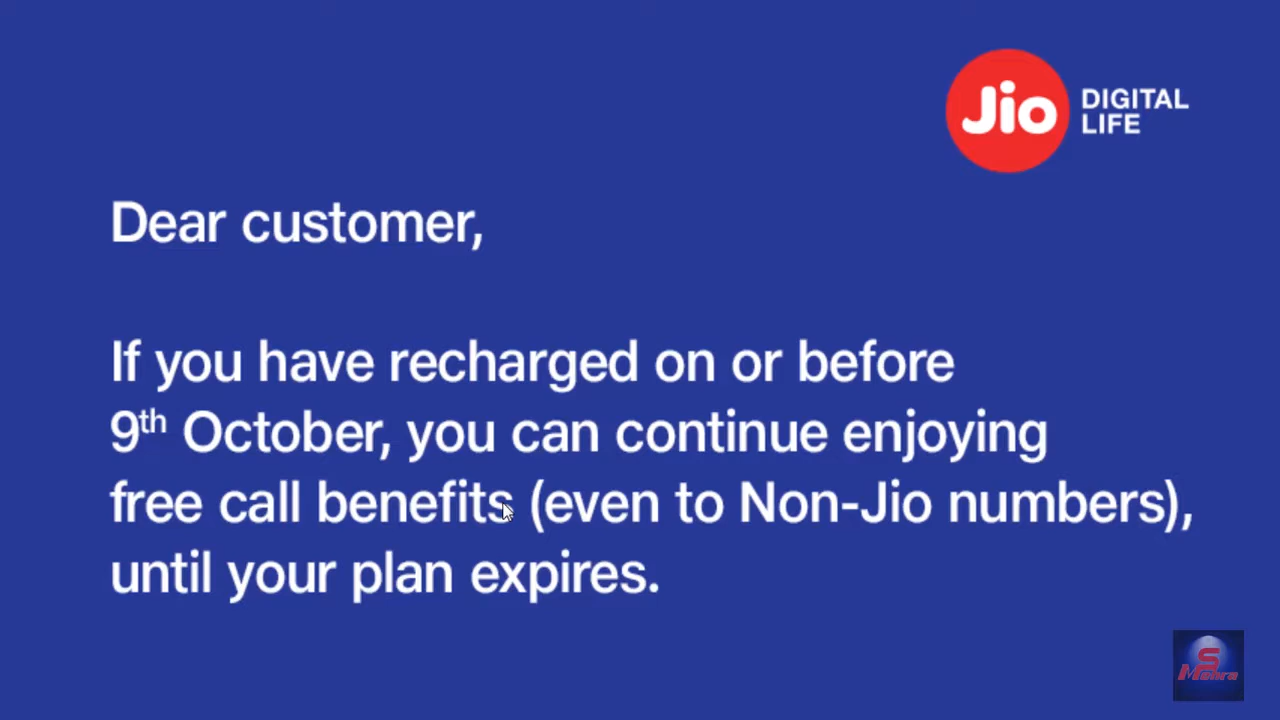 Jio
DIGITAL
LIFE
Dear customer,
If you have recharged on or before
9th October, you can continue enjoying
free call benefits (even to Non-Jio numbers),
until your plan expires.
S